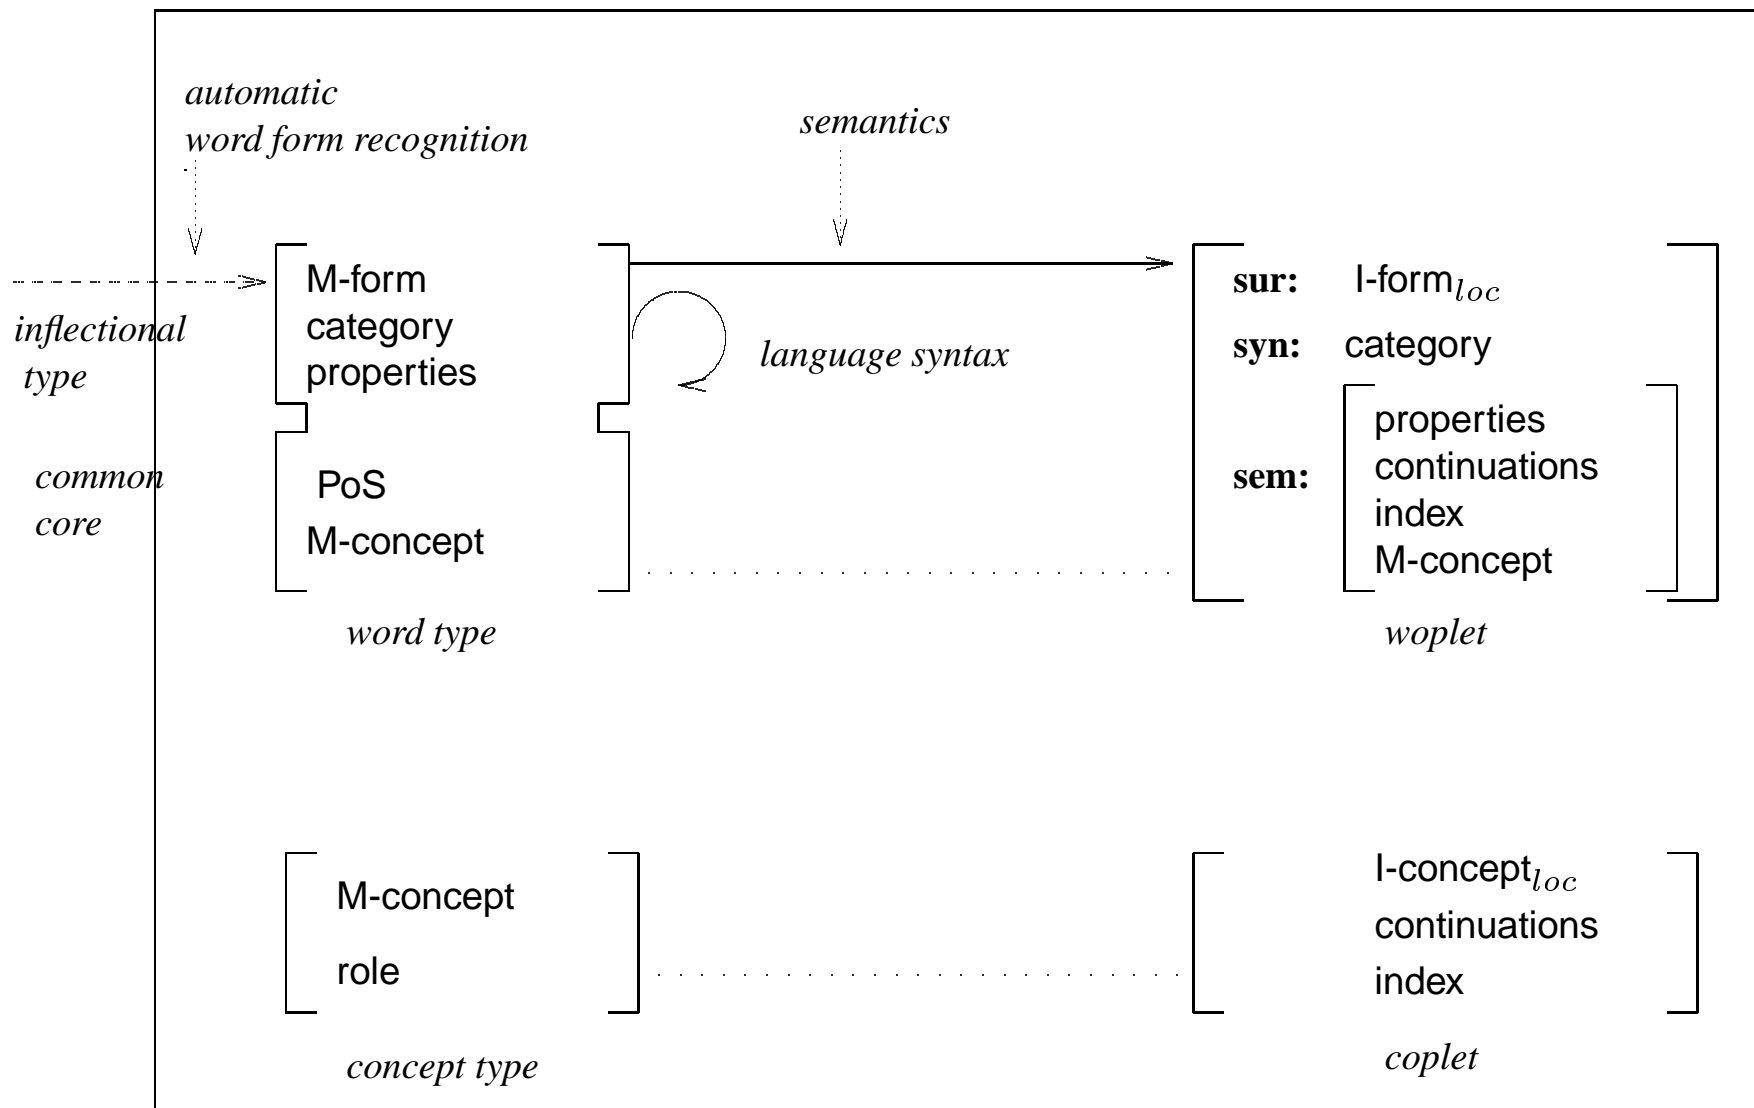 automatic
word form recognition
semantics
inflectional
type
M-form
category
properties
language syntax
sur: I-form_loc
syn: category
sem:
properties
continuations
index
M-concept
common
core
PoS
M-concept
word type
woplet
M-concept
role
I-concept_loc
continuations
index
concept type
coplet